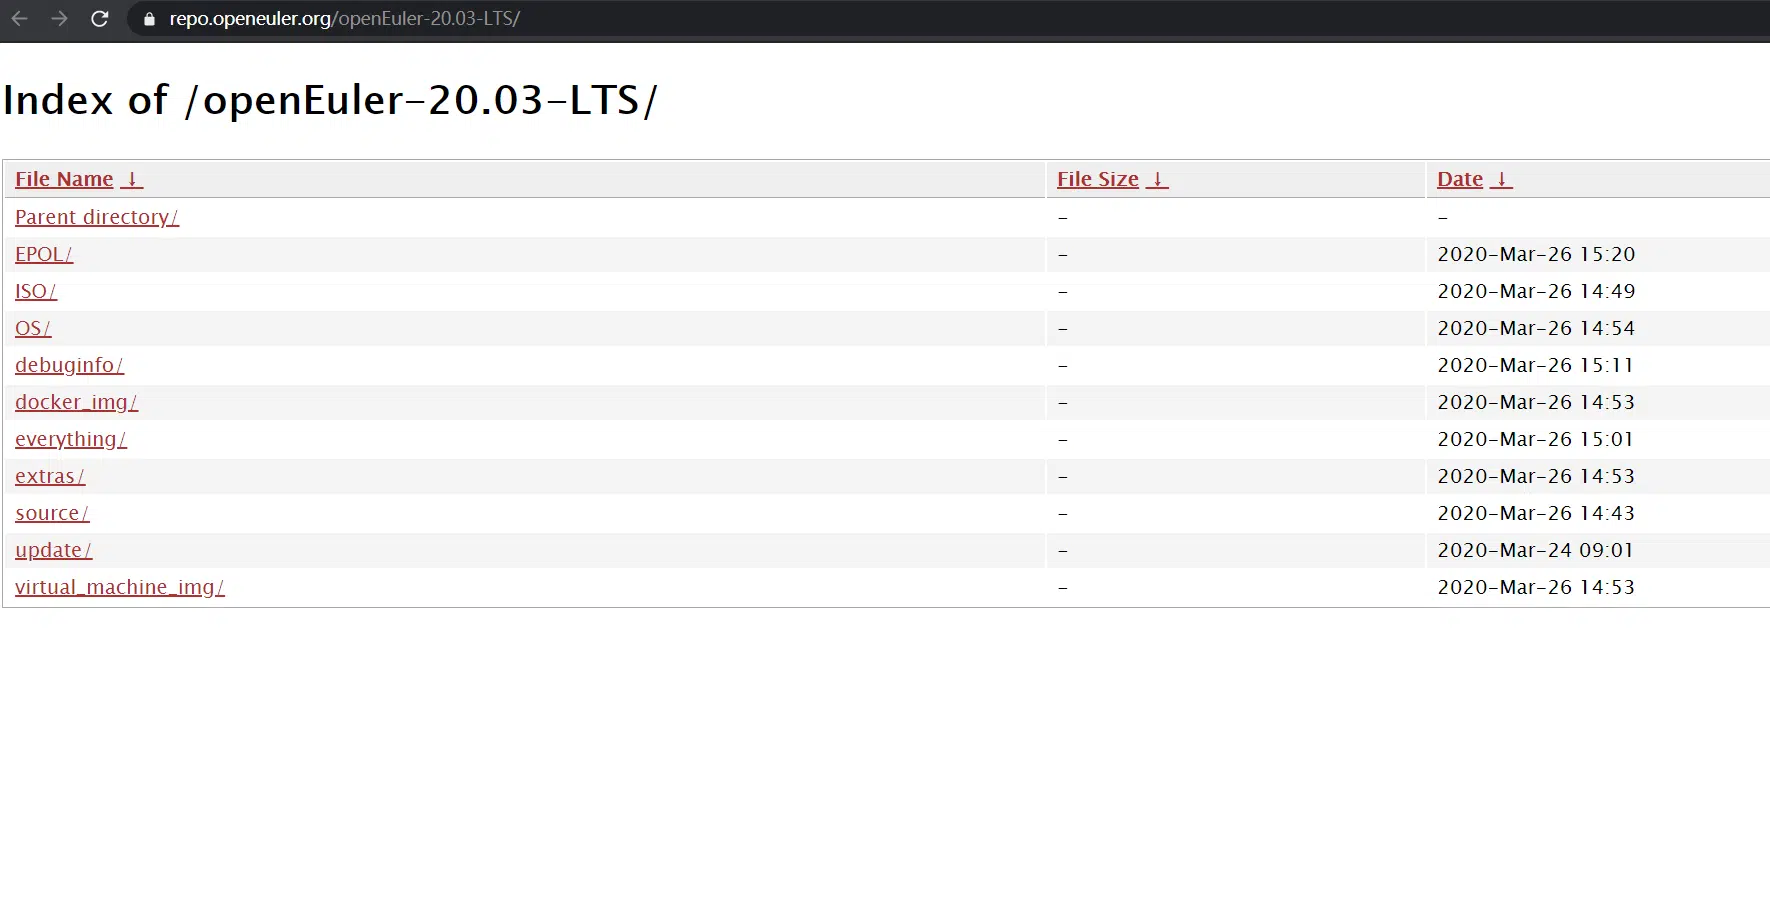 repo.openeuler.org/openEuler-20.03-LTS/
Index of /openEuler-20.03-LTS/
File Name ↓ File Size ↓ Date ↓
Parent directory/ - -
EPOL/ - 2020-Mar-26 15:20
ISO/ - 2020-Mar-26 14:49
OS/ - 2020-Mar-26 14:54
debuginfo/ - 2020-Mar-26 15:11
docker_img/ - 2020-Mar-26 14:53
everything/ - 2020-Mar-26 15:01
extras/ - 2020-Mar-26 14:53
source/ - 2020-Mar-26 14:43
update/ - 2020-Mar-24 09:01
virtual_machine_img/ - 2020-Mar-26 14:53